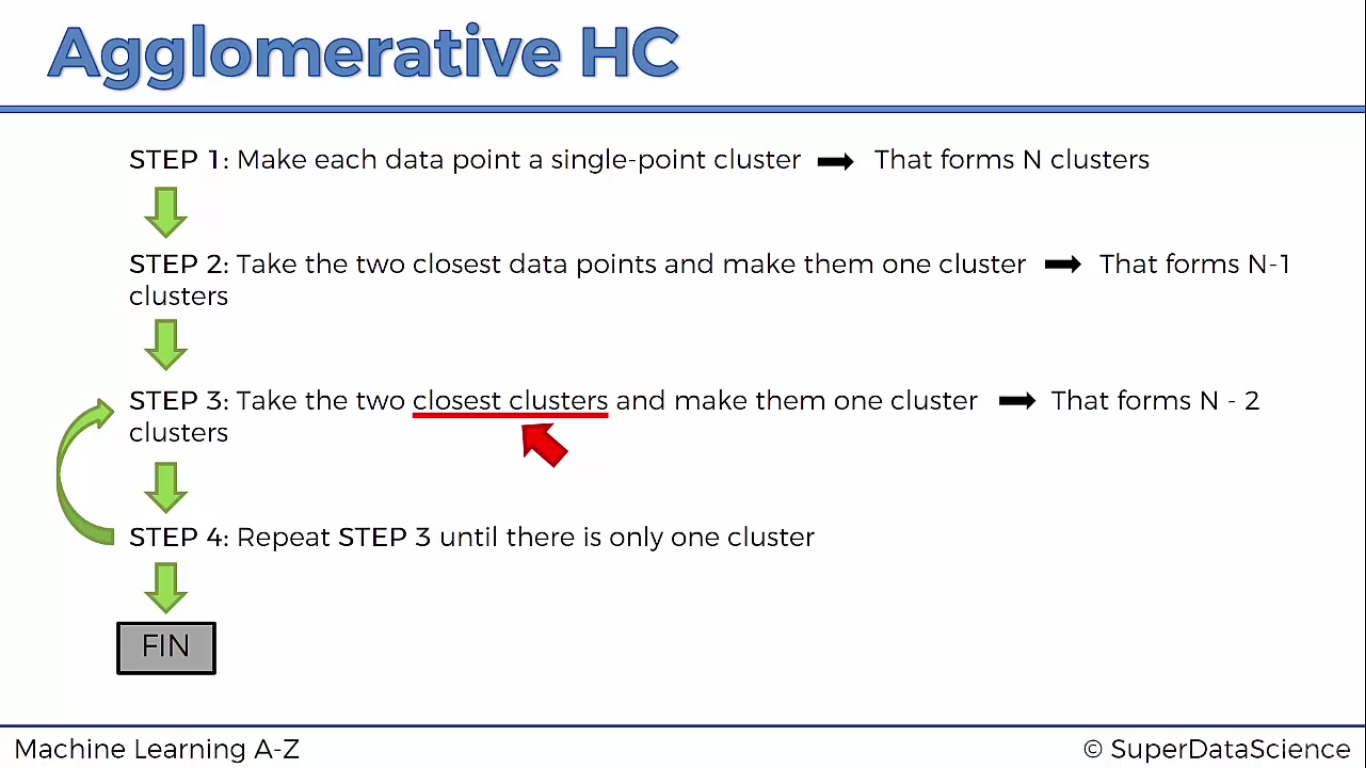 Agglomerative HC
STEP 1: Make each data point a single-point cluster ➡ That forms N clusters
STEP 2: Take the two closest data points and make them one cluster ➡ That forms N-1
clusters
STEP 3: Take the two closest clusters and make them one cluster ➡ That forms N - 2
clusters
STEP 4: Repeat STEP 3 until there is only one cluster
FIN
Machine Learning A-Z
© SuperDataScience